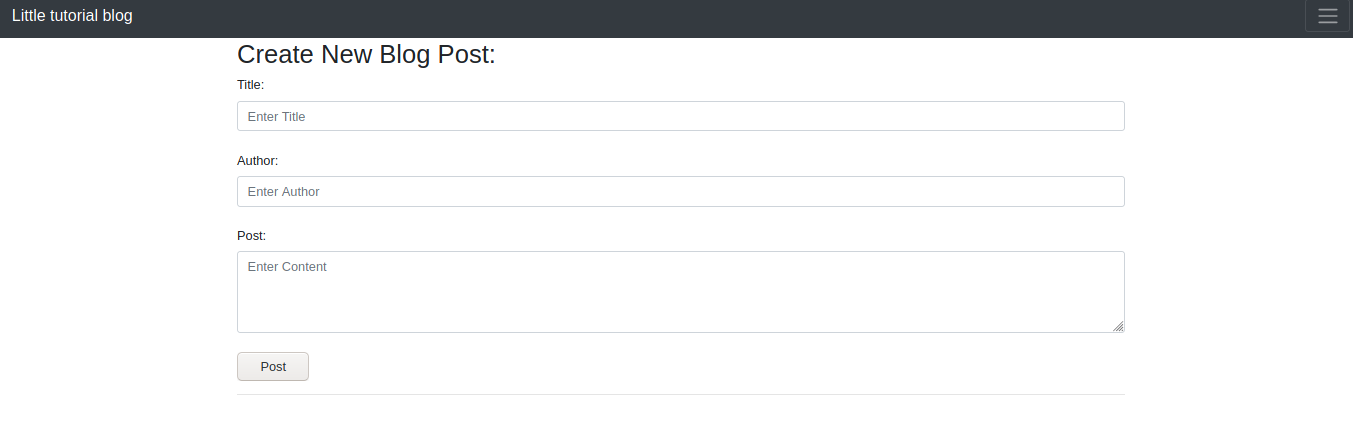 Little tutorial blog
Create New Blog Post:
Title:
Enter Title
Author:
Enter Author
Post:
Enter Content
Post